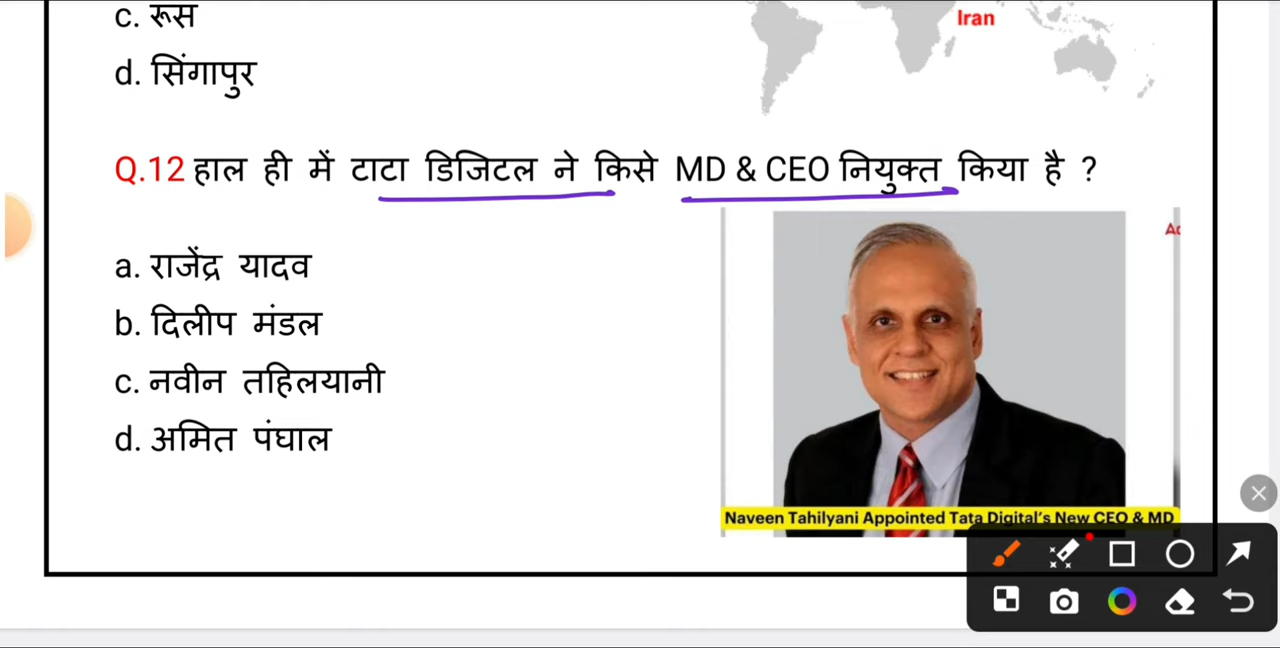 c. रूस
Iran
d. सिंगापुर
Q.12 हाल ही में टाटा डिजिटल ने किसे MD & CEO नियुक्त किया है ?
a. राजेंद्र यादव
b. दिलीप मंडल
c. नवीन तहिलयानी
d. अमित पंघाल
Naveen Tahilyani Appointed Tata Digital's New CEO & MD